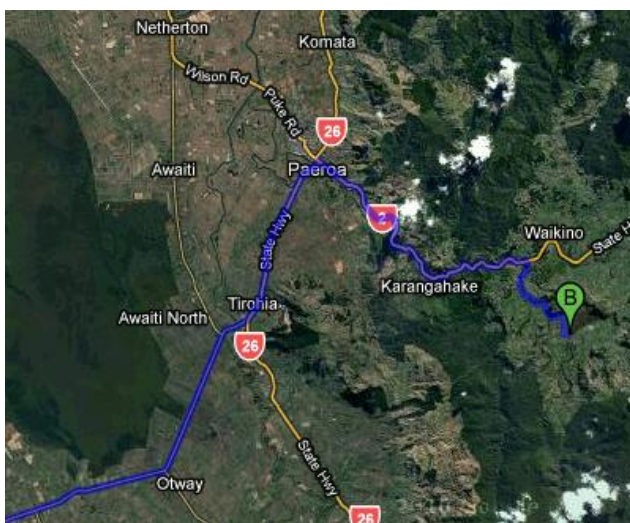 Netherton
Komata
Wilson Rd
Puke Rd
26
Paeroa
Awaiti
2
State Hwy
Waikino
State H
Karangahake
B
Tirohia
Awaiti North
26
State Hwy
Otway
26